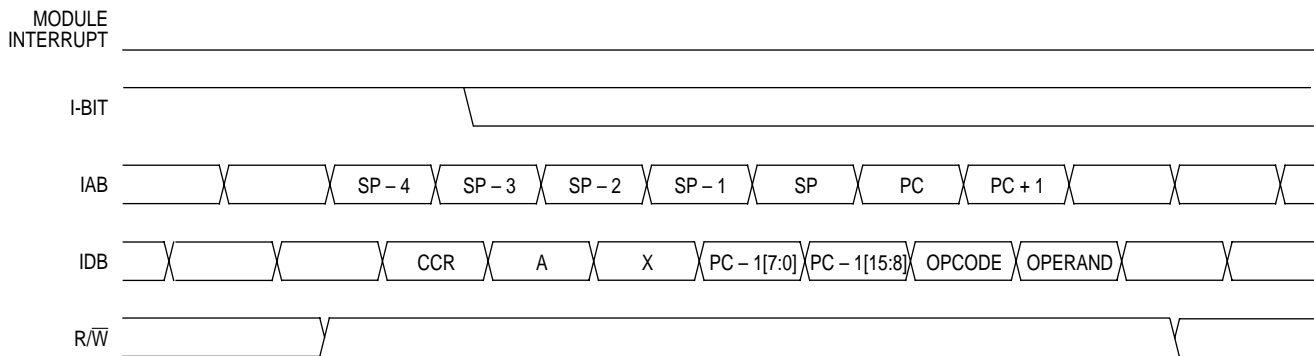 MODULE
INTERRUPT
I-BIT
IAB SP – 4 SP – 3 SP – 2 SP – 1 SP PC PC + 1
IDB CCR A X PC – 1[7:0] PC – 1[15:8] OPCODE OPERAND
R/W̅